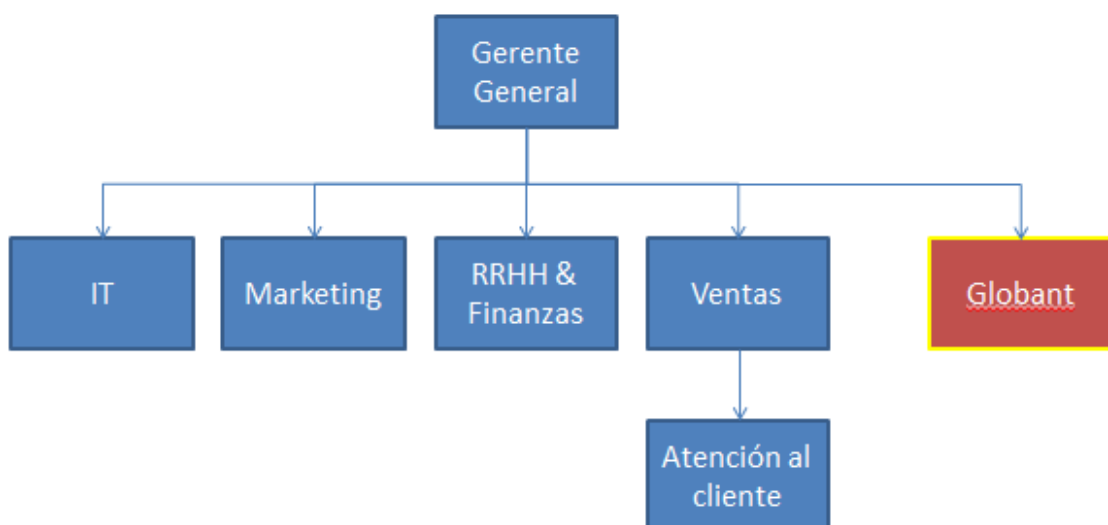 Gerente
General
IT
Marketing
RRHH &
Finanzas
Ventas
Globant
Atención al
cliente